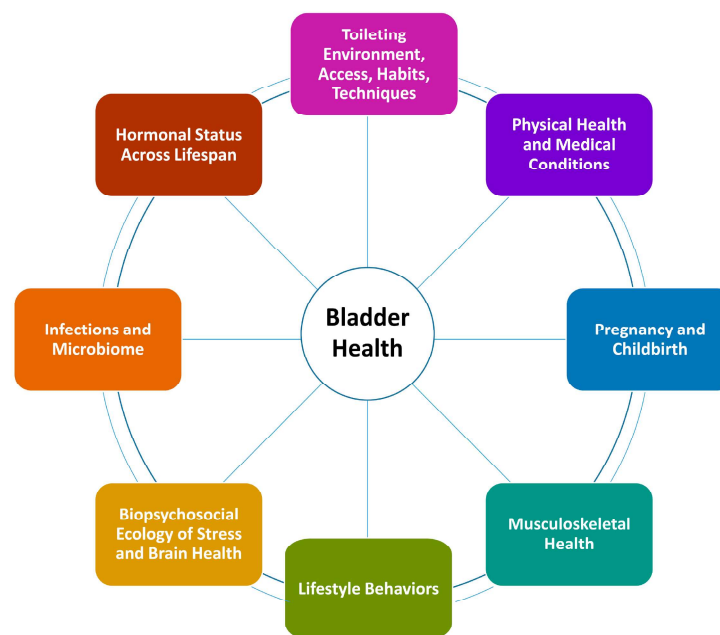 Toileting
Environment,
Access, Habits,
Techniques
Physical Health
and Medical
Conditions
Pregnancy and
Childbirth
Musculoskeletal
Health
Lifestyle Behaviors
Biopsychosocial
Ecology of Stress
and Brain Health
Infections and
Microbiome
Hormonal Status
Across Lifespan
Bladder
Health